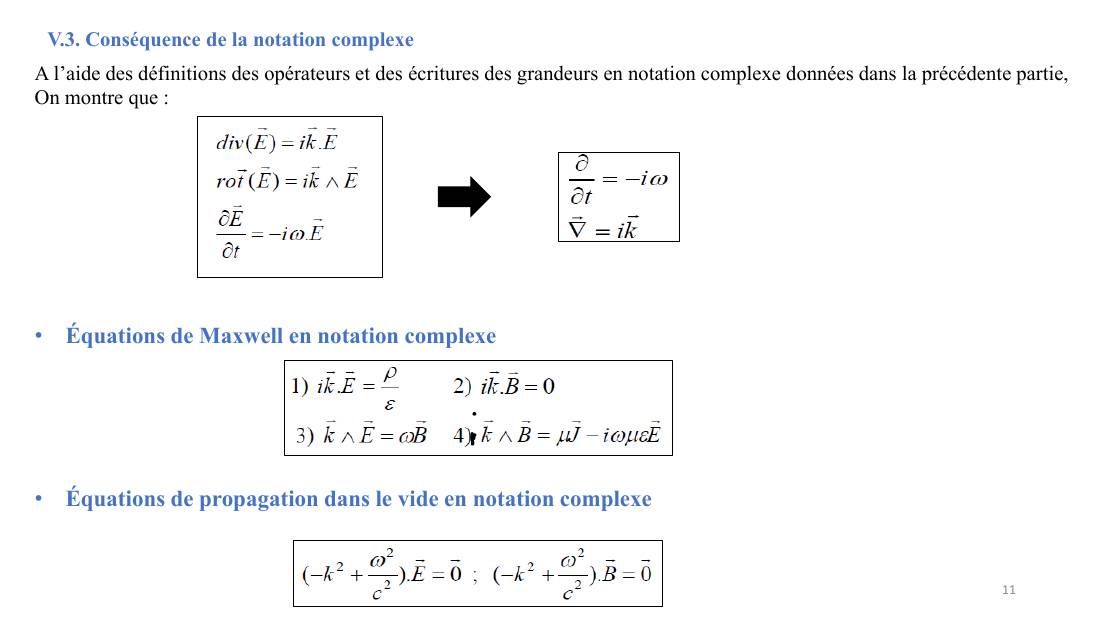 V.3. Conséquence de la notation complexe
A l’aide des définitions des opérateurs et des écritures des grandeurs en notation complexe données dans la précédente partie,
On montre que :
div(E⃗) = ik⃗.E⃗
rot⃗(E⃗) = ik⃗ ∧ E⃗
∂E⃗/∂t = −iω.E⃗
∂/∂t = −iω
∇⃗ = ik⃗
• Équations de Maxwell en notation complexe
1) ik⃗.E⃗ = ρ/ε 2) ik⃗.B⃗ = 0
3) k⃗ ∧ E⃗ = ωB⃗ 4) k⃗ ∧ B⃗ = μJ⃗ − iωμεE⃗
• Équations de propagation dans le vide en notation complexe
(−k² + ω²/c²).E⃗ = 0⃗ ; (−k² + ω²/c²).B⃗ = 0⃗
11